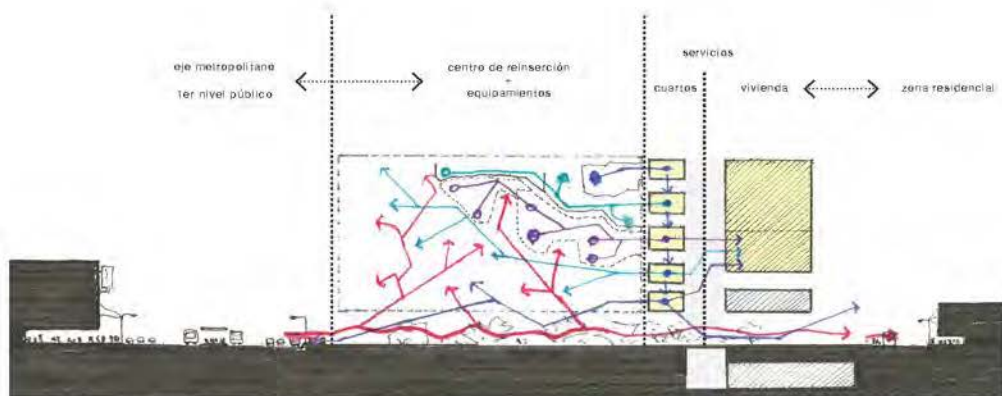 servicios
eje metropolitano
1er nivel público
centro de reinserción
+
equipamientos
cuartos
vivienda
zona residencial